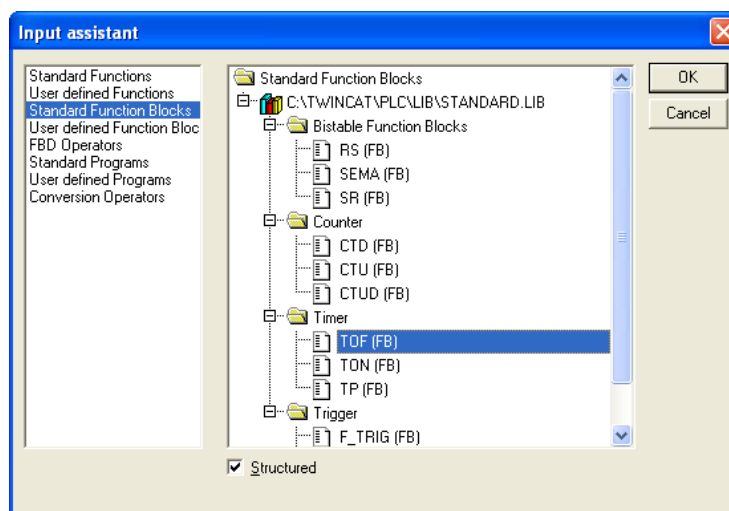 Input assistant
Standard Functions
User defined Functions
Standard Function Blocks
User defined Function Bloc
FBD Operators
Standard Programs
User defined Programs
Conversion Operators
Standard Function Blocks
C:\TWINCAT\PLC\LIB\STANDARD.LIB
Bistable Function Blocks
RS (FB)
SEMA (FB)
SR (FB)
Counter
CTD (FB)
CTU (FB)
CTUD (FB)
Timer
TOF (FB)
TON (FB)
TP (FB)
Trigger
F_TRIG (FB)
Structured
OK
Cancel